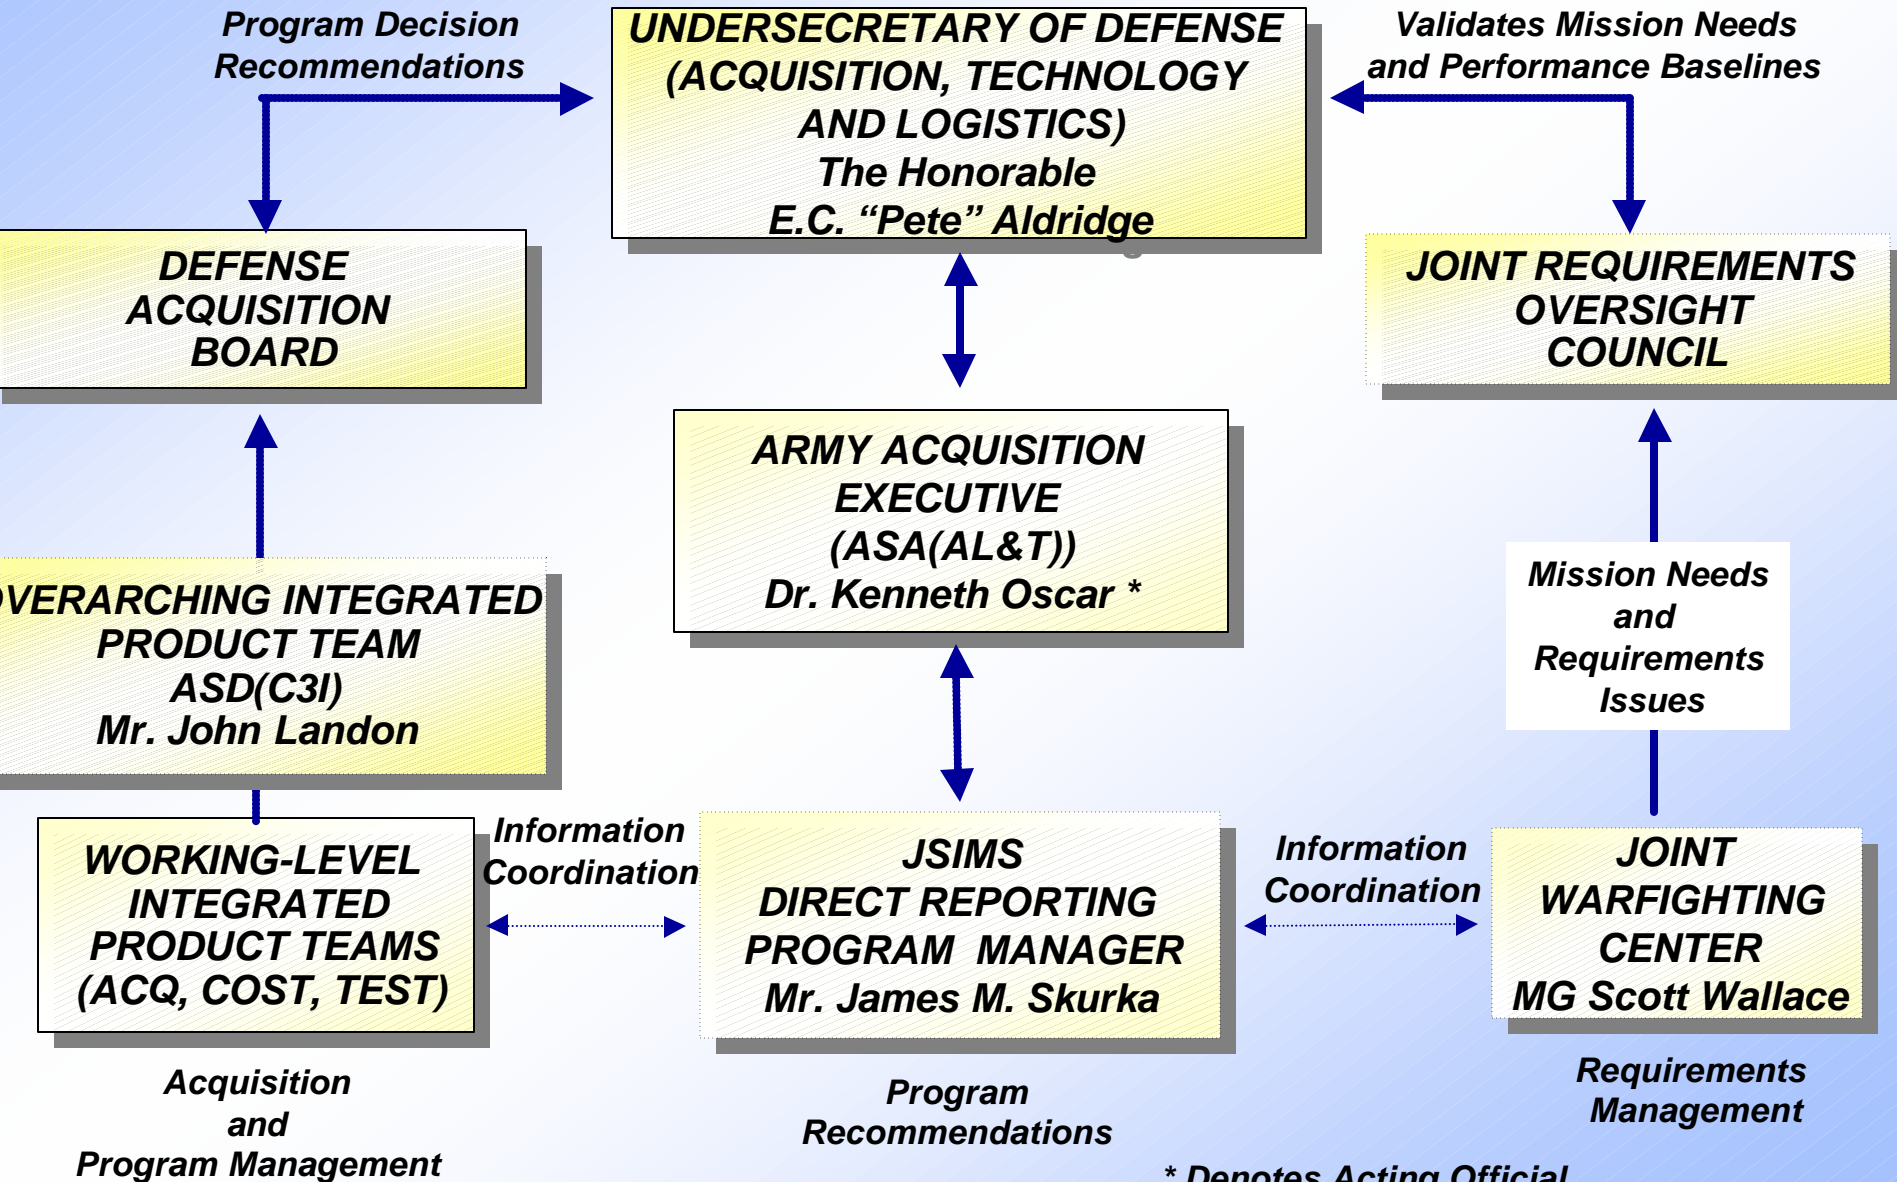 Program Decision
Recommendations
UNDERSECRETARY OF DEFENSE
(ACQUISITION, TECHNOLOGY
AND LOGISTICS)
The Honorable
E.C. “Pete” Aldridge
Validates Mission Needs
and Performance Baselines
DEFENSE
ACQUISITION
BOARD
JOINT REQUIREMENTS
OVERSIGHT
COUNCIL
ARMY ACQUISITION
EXECUTIVE
(ASA(AL&T))
Dr. Kenneth Oscar *
OVERARCHING INTEGRATED
PRODUCT TEAM
ASD(C3I)
Mr. John Landon
Mission Needs
and
Requirements
Issues
WORKING-LEVEL
INTEGRATED
PRODUCT TEAMS
(ACQ, COST, TEST)
Information
Coordination
JSIMS
DIRECT REPORTING
PROGRAM MANAGER
Mr. James M. Skurka
Information
Coordination
JOINT
WARFIGHTING
CENTER
MG Scott Wallace
Acquisition
and
Program Management
Program
Recommendations
Requirements
Management
* Denotes Acting Official